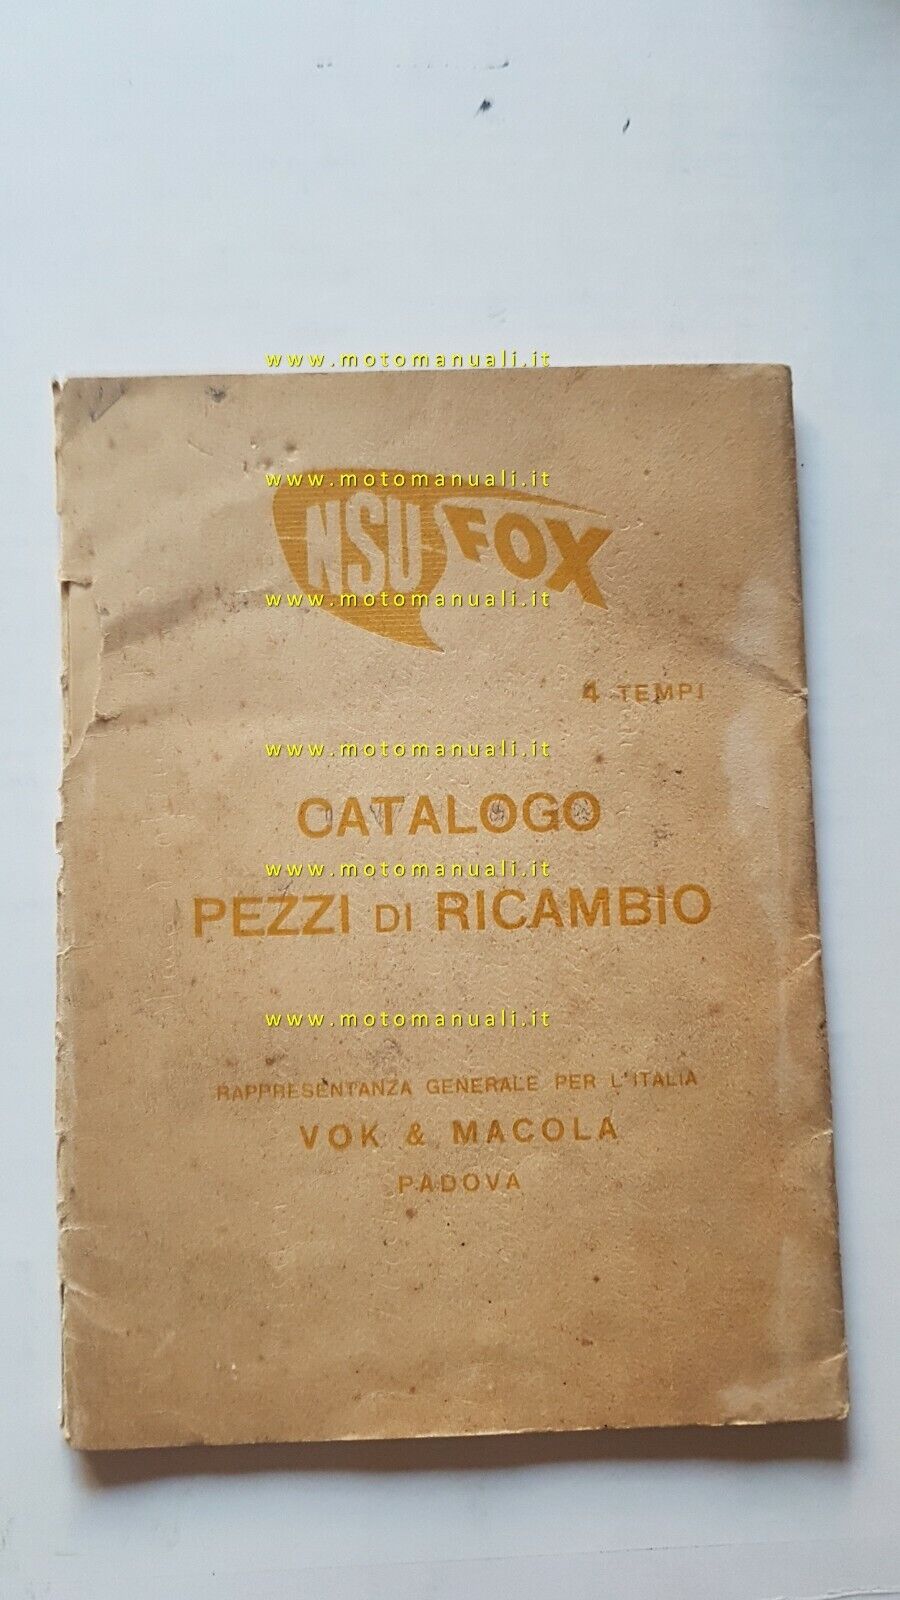 www.motomanuali.it
www.motomanuali.it
NSU FOX
www.motomanuali.it
4 TEMPI
www.motomanuali.it
CATALOGO
www.motomanuali.it
PEZZI DI RICAMBIO
www.motomanuali.it
RAPPRESENTANZA GENERALE PER L'ITALIA
VOK & MACOLA
PADOVA